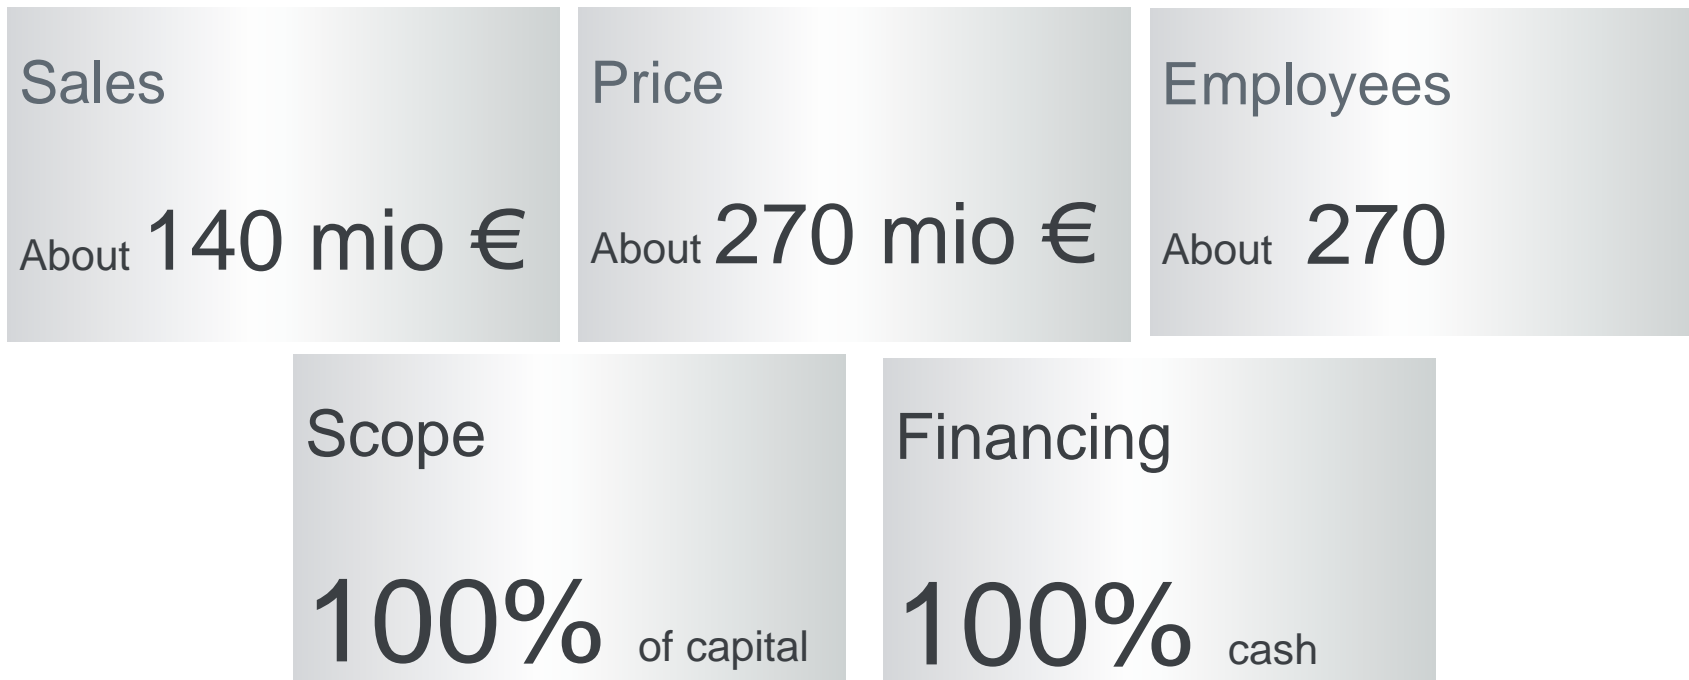 Sales
About 140 mio €
Price
About 270 mio €
Employees
About 270
Scope
100% of capital
Financing
100% cash